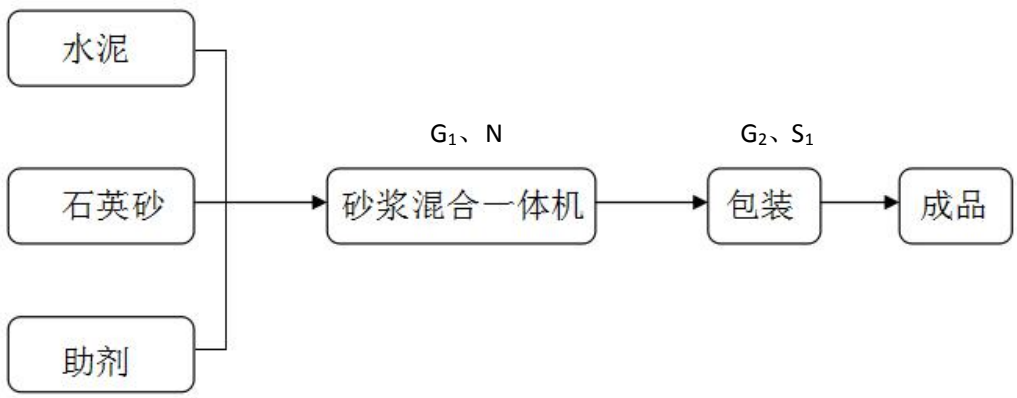 水泥
G₁、N
G₂、S₁
石英砂
砂浆混合一体机
包装
成品
助剂